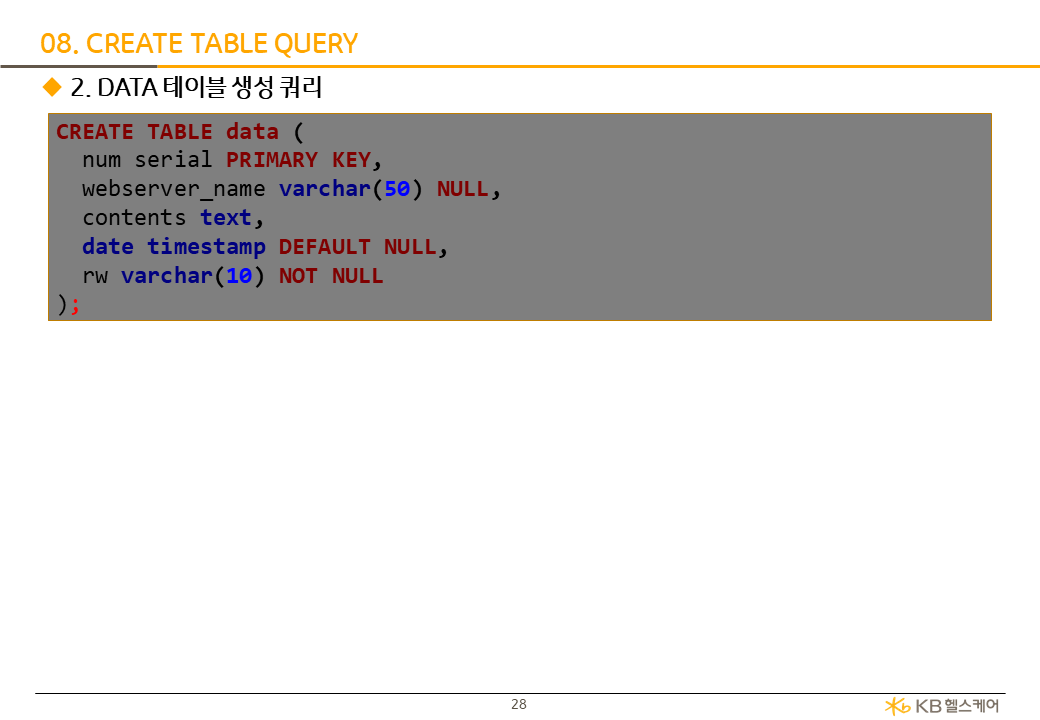 08. CREATE TABLE QUERY
◆ 2. DATA 테이블 생성 쿼리
CREATE TABLE data (
  num serial PRIMARY KEY,
  webserver_name varchar(50) NULL,
  contents text,
  date timestamp DEFAULT NULL,
  rw varchar(10) NOT NULL
);
28
KB헬스케어